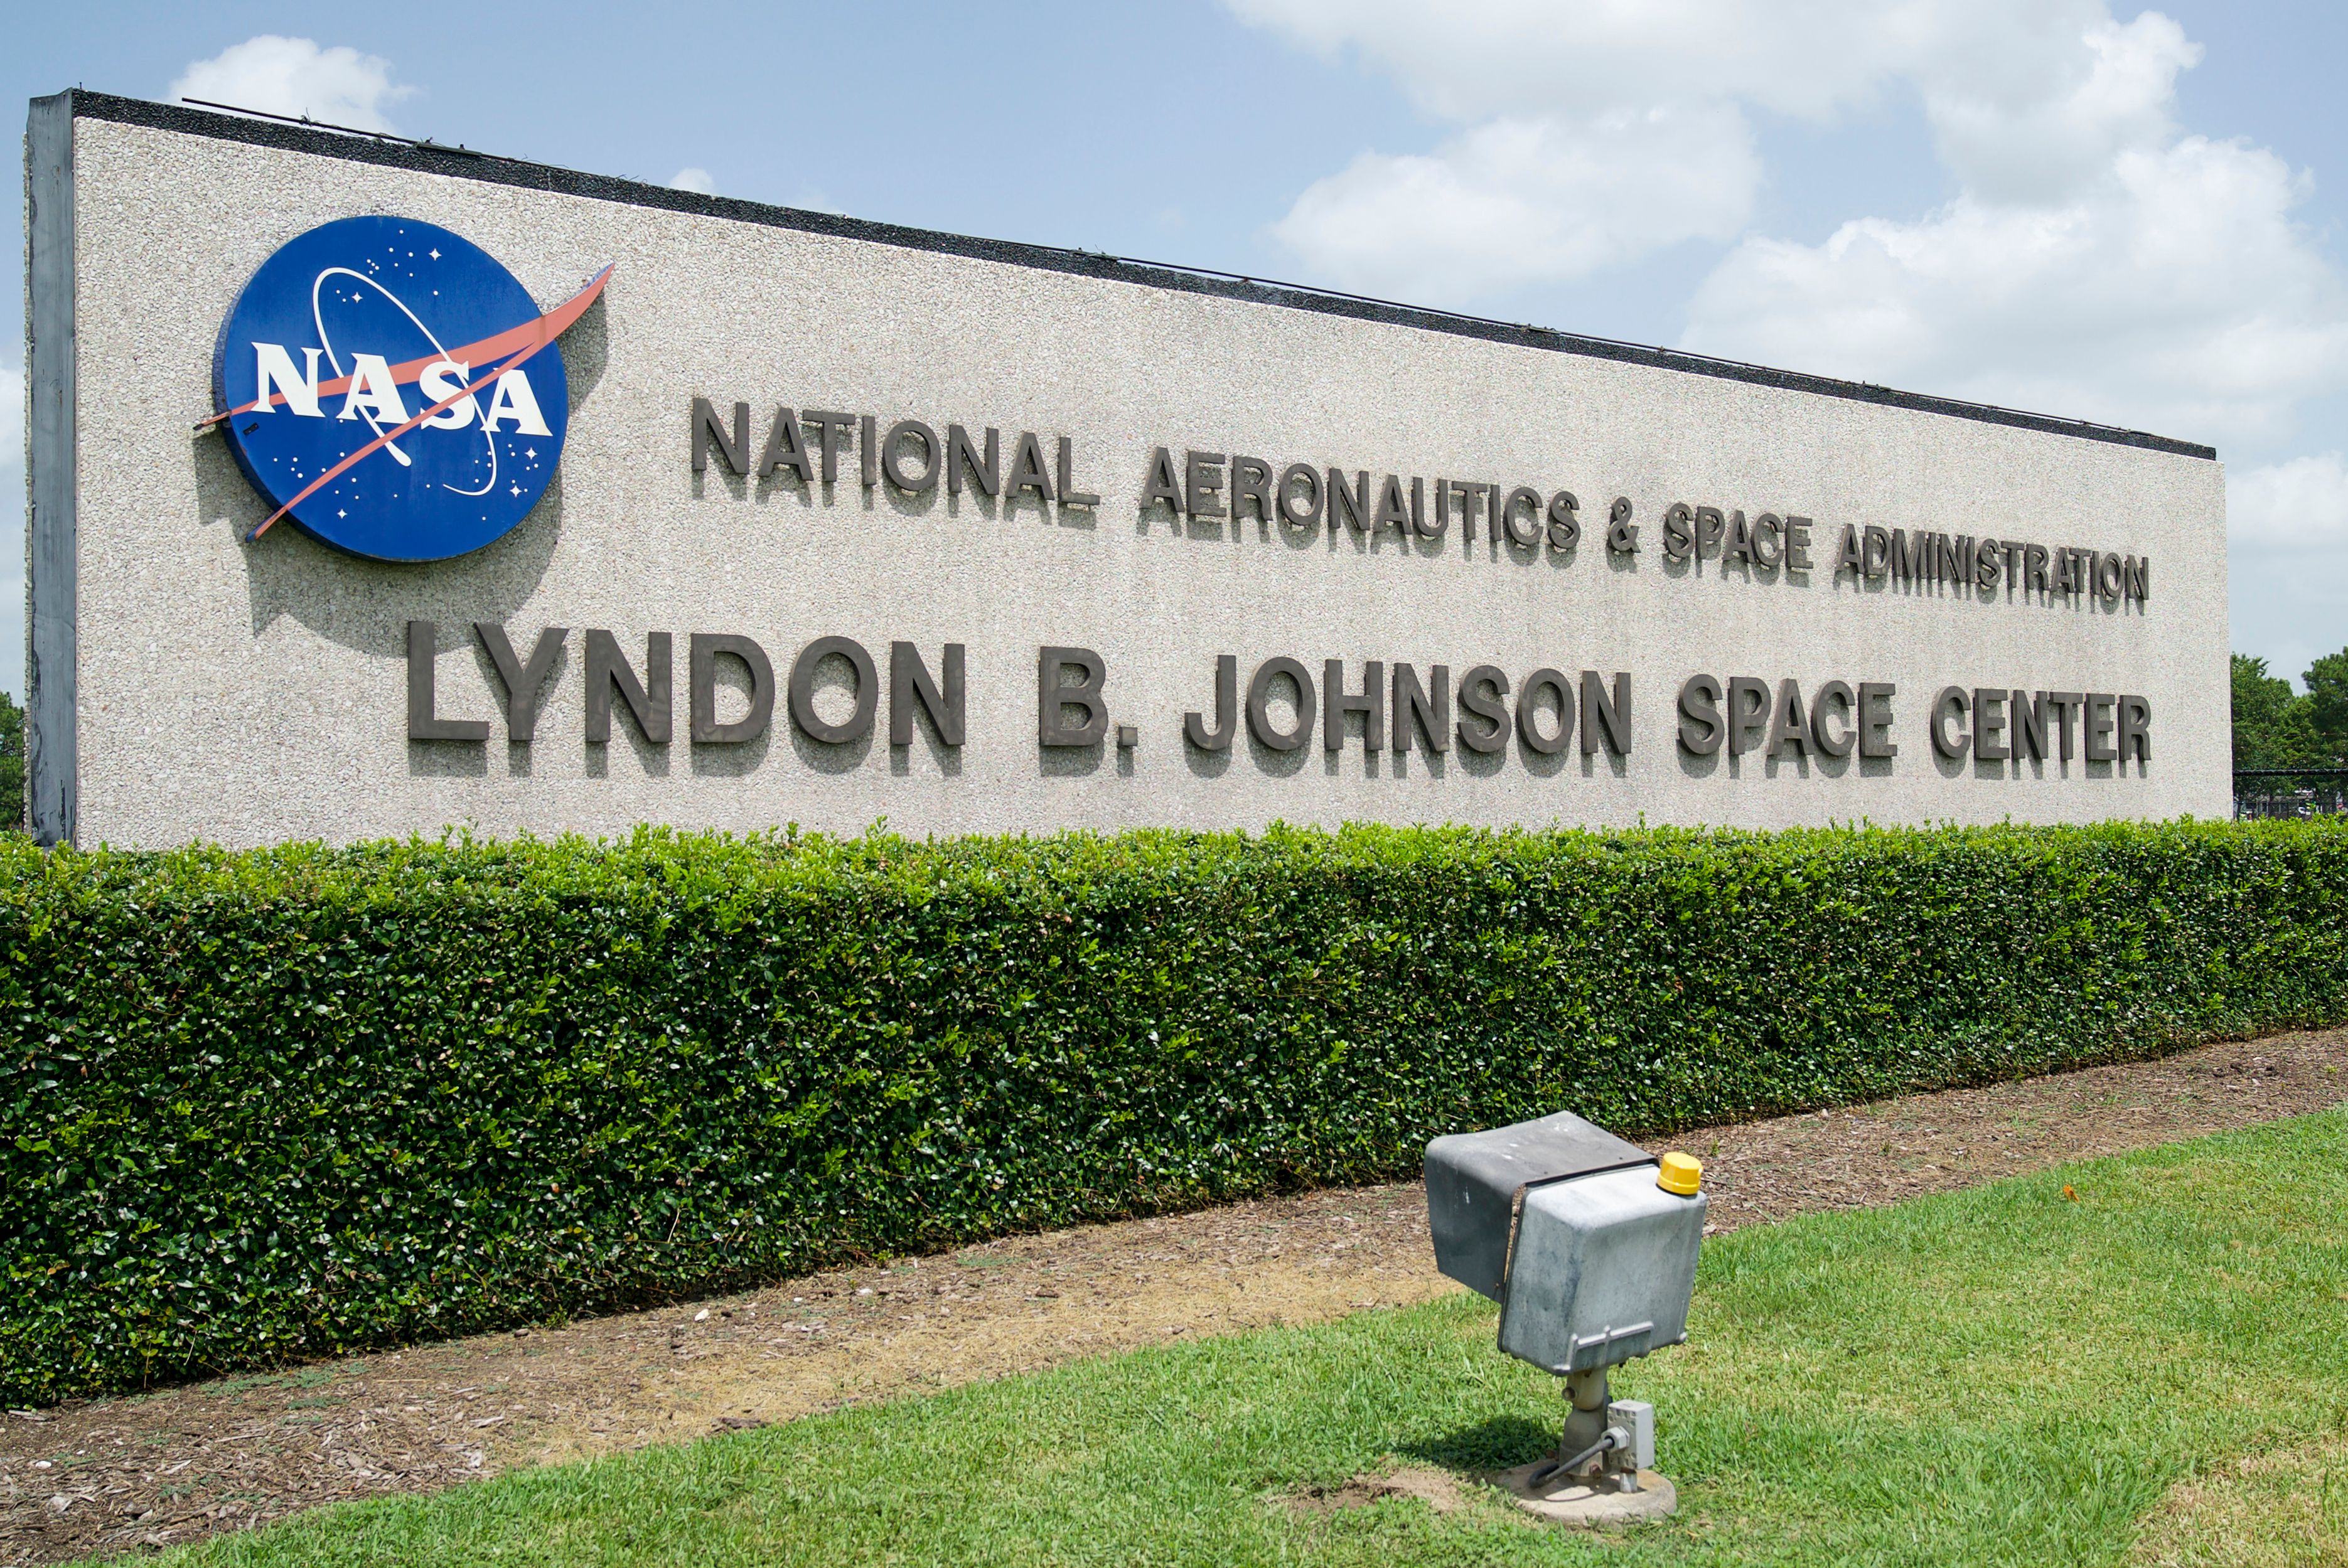 NASA
NATIONAL AERONAUTICS & SPACE ADMINISTRATION
LYNDON B. JOHNSON SPACE CENTER